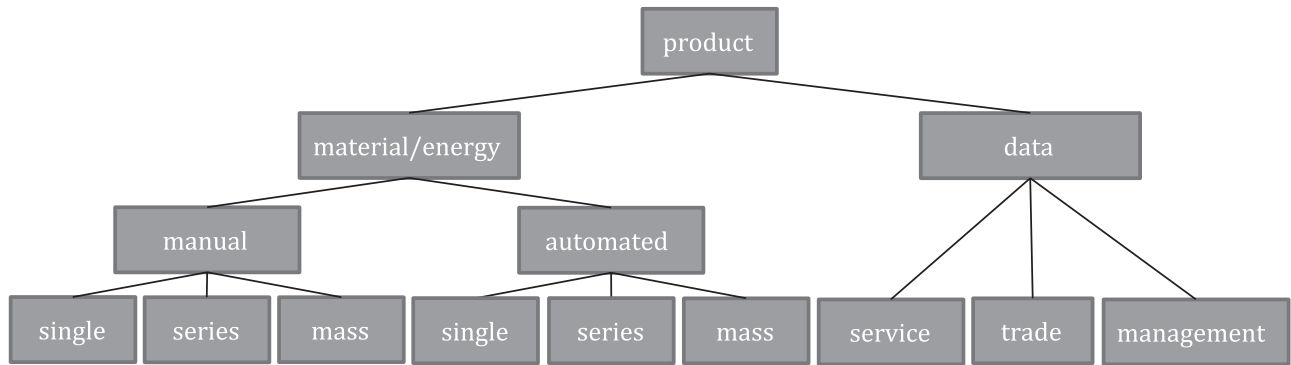 product
material/energy
data
manual
automated
single
series
mass
single
series
mass
service
trade
management